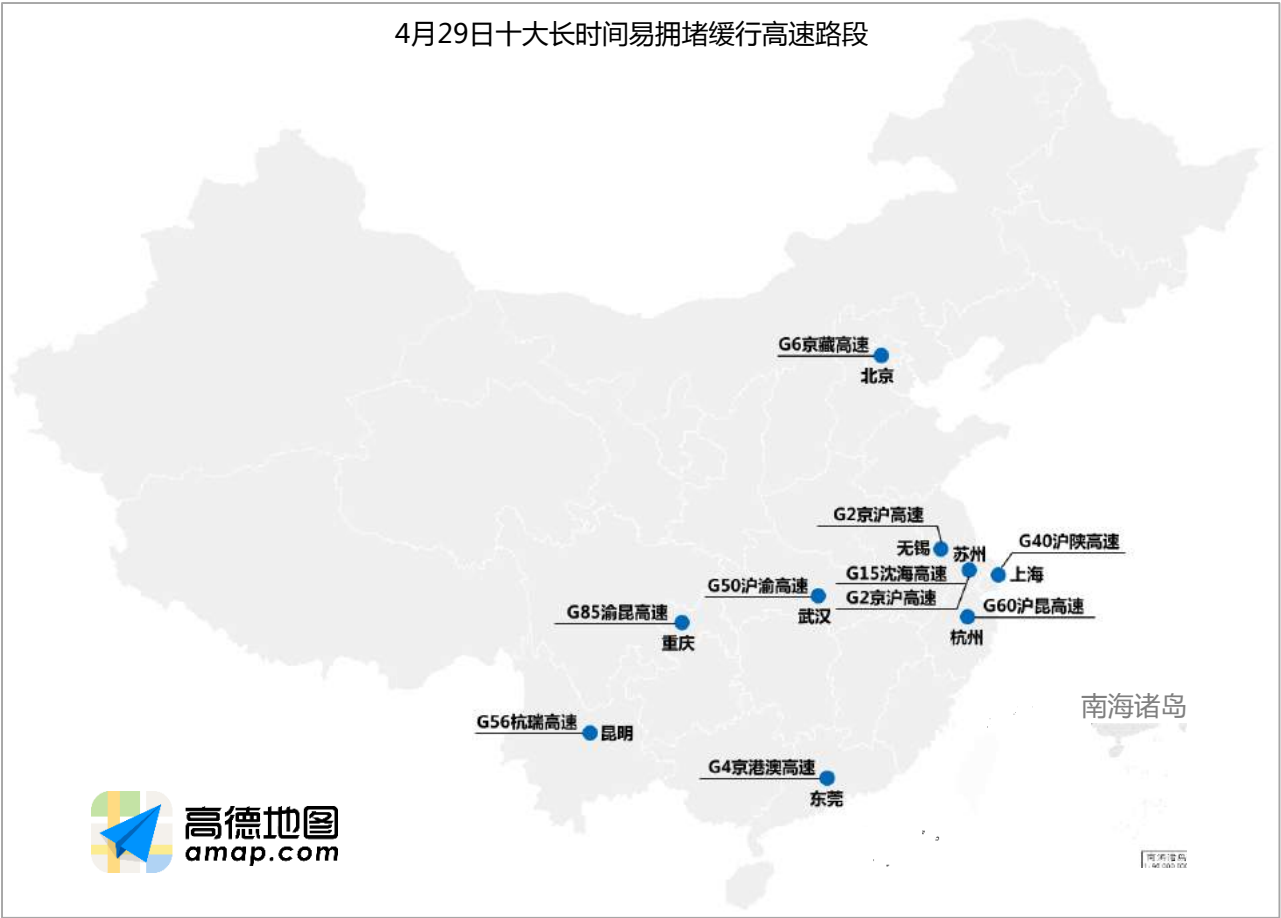 4月29日十大长时间易拥堵缓行高速路段
G6京藏高速
北京
G2京沪高速
无锡
苏州
G40沪陕高速
上海
G15沈海高速
G2京沪高速
G50沪渝高速
武汉
G60沪昆高速
杭州
G85渝昆高速
重庆
南海诸岛
G56杭瑞高速
昆明
G4京港澳高速
东莞
高德地图
amap.com
南海诸岛